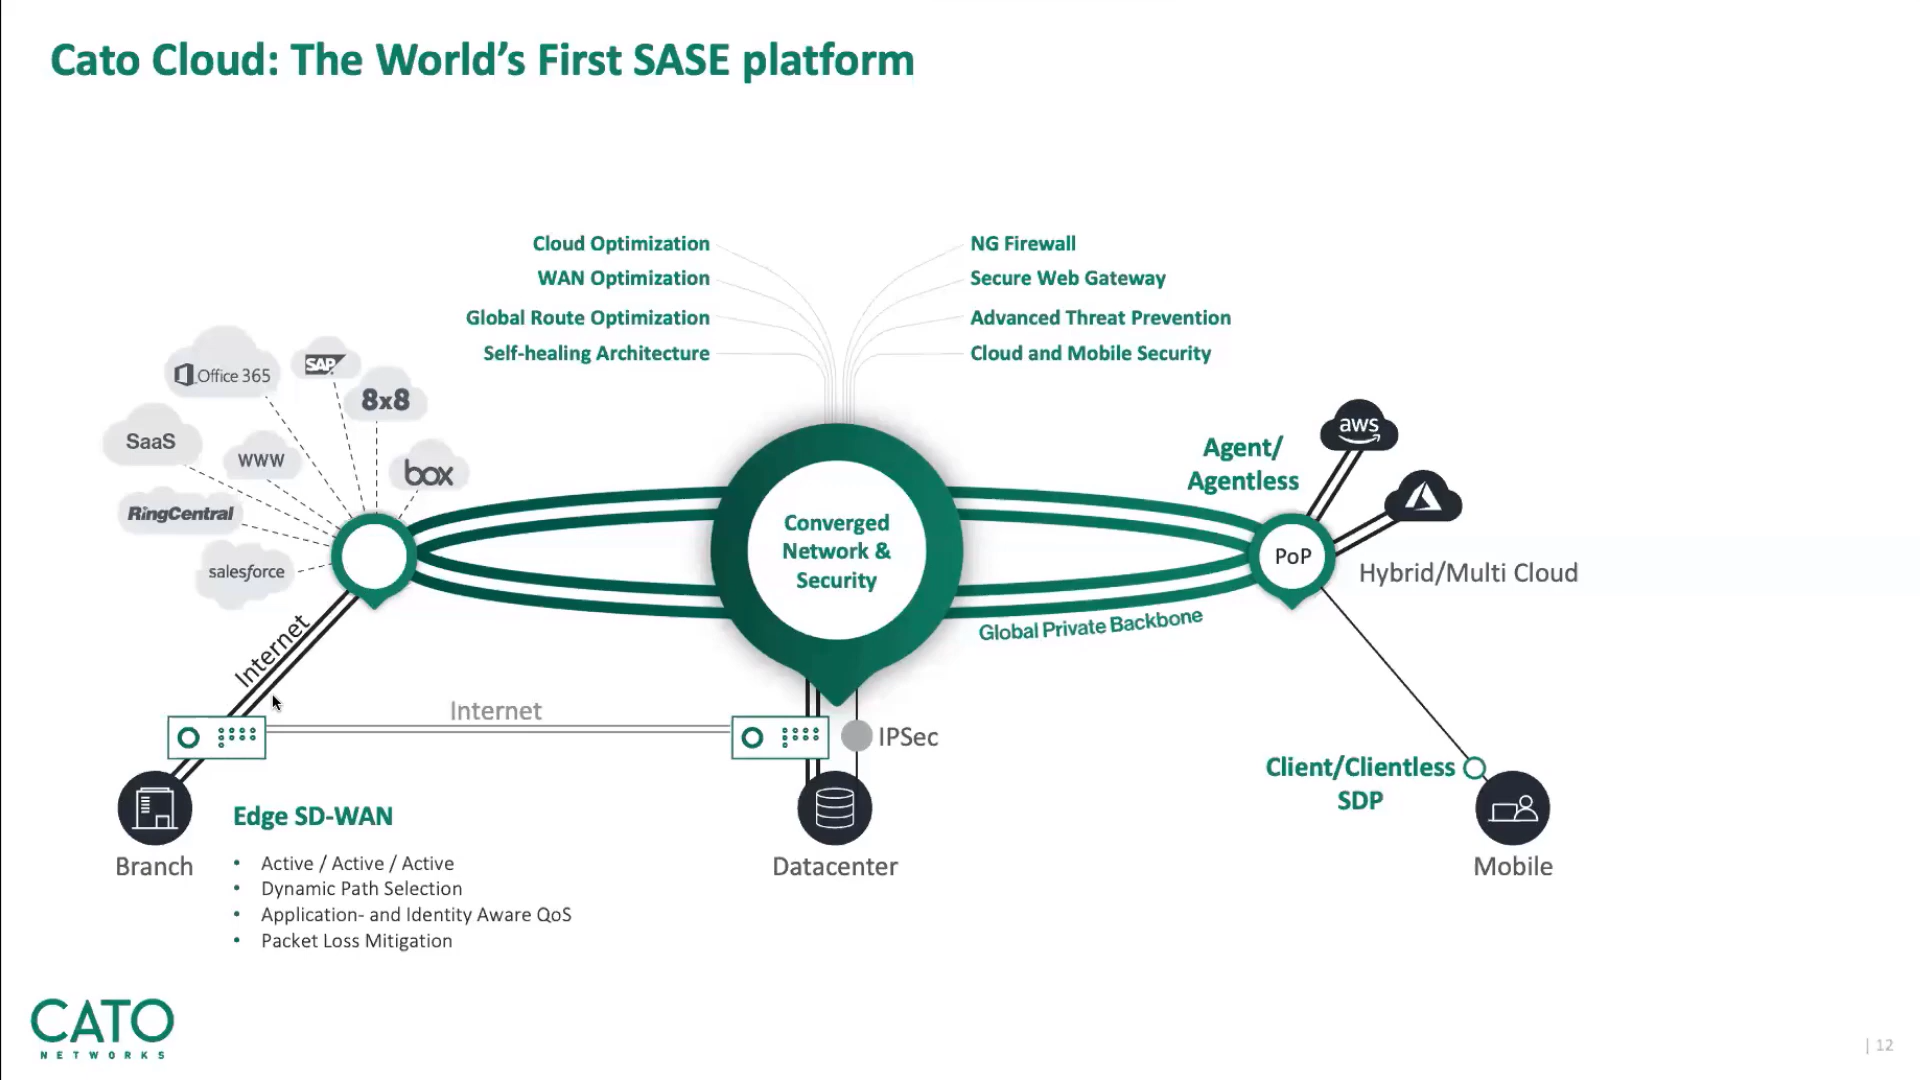 Cato Cloud: The World's First SASE platform
Cloud Optimization
WAN Optimization
Global Route Optimization
Self-healing Architecture
NG Firewall
Secure Web Gateway
Advanced Threat Prevention
Cloud and Mobile Security
Office 365
SAP
8x8
SaaS
WWW
box
RingCentral
salesforce
Converged
Network &
Security
Agent/
Agentless
aws
PoP
Hybrid/Multi Cloud
Global Private Backbone
Internet
Internet
IPSec
Client/Clientless
SDP
Branch
Edge SD-WAN
• Active / Active / Active
• Dynamic Path Selection
• Application- and Identity Aware QoS
• Packet Loss Mitigation
Datacenter
Mobile
CATO
NETWORKS
| 12